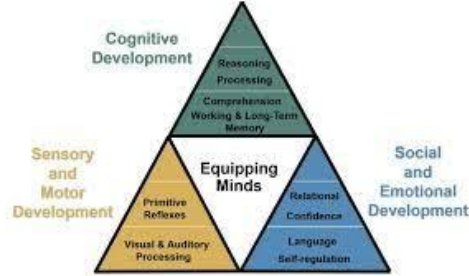 Cognitive
Development
Reasoning
Processing
Comprehension
Working & Long-Term
Memory
Sensory
and
Motor
Development
Equipping
Minds
Social
and
Emotional
Development
Primitive
Reflexes
Visual & Auditory
Processing
Relational
Confidence
Language
Self-regulation